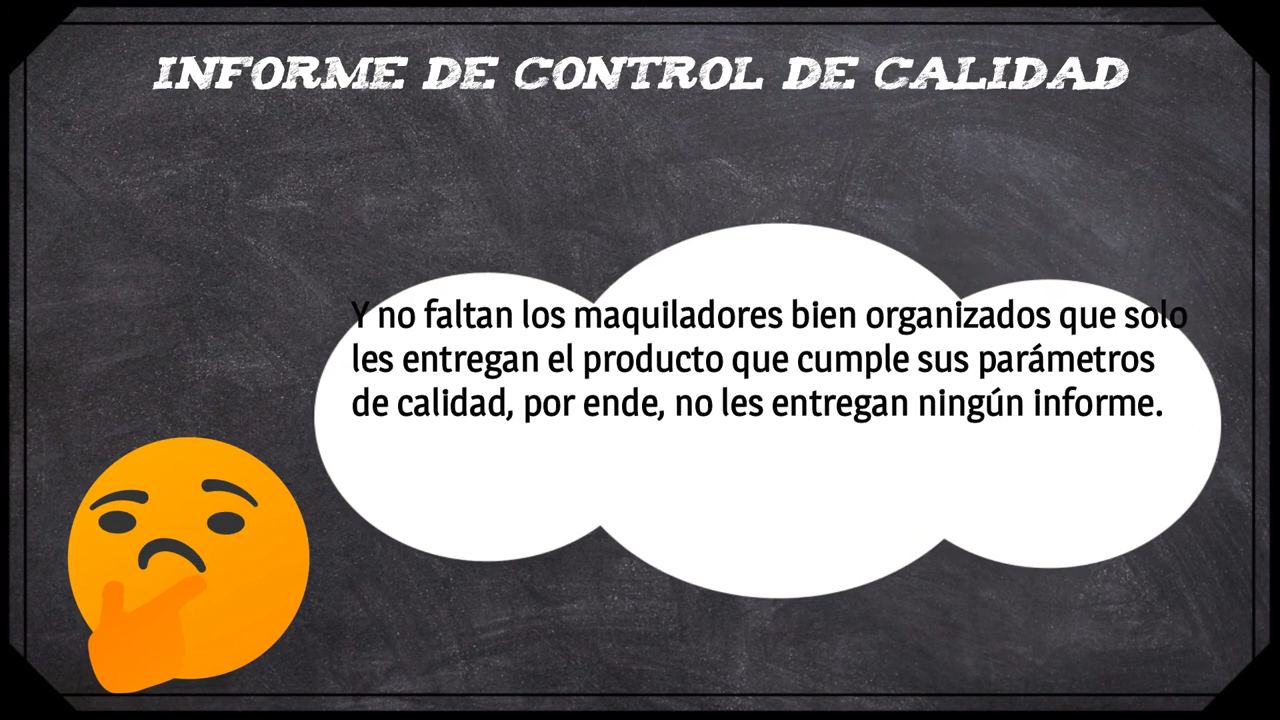 INFORME DE CONTROL DE CALIDAD
Y no faltan los maquiladores bien organizados que solo
les entregan el producto que cumple sus parámetros
de calidad, por ende, no les entregan ningún informe.